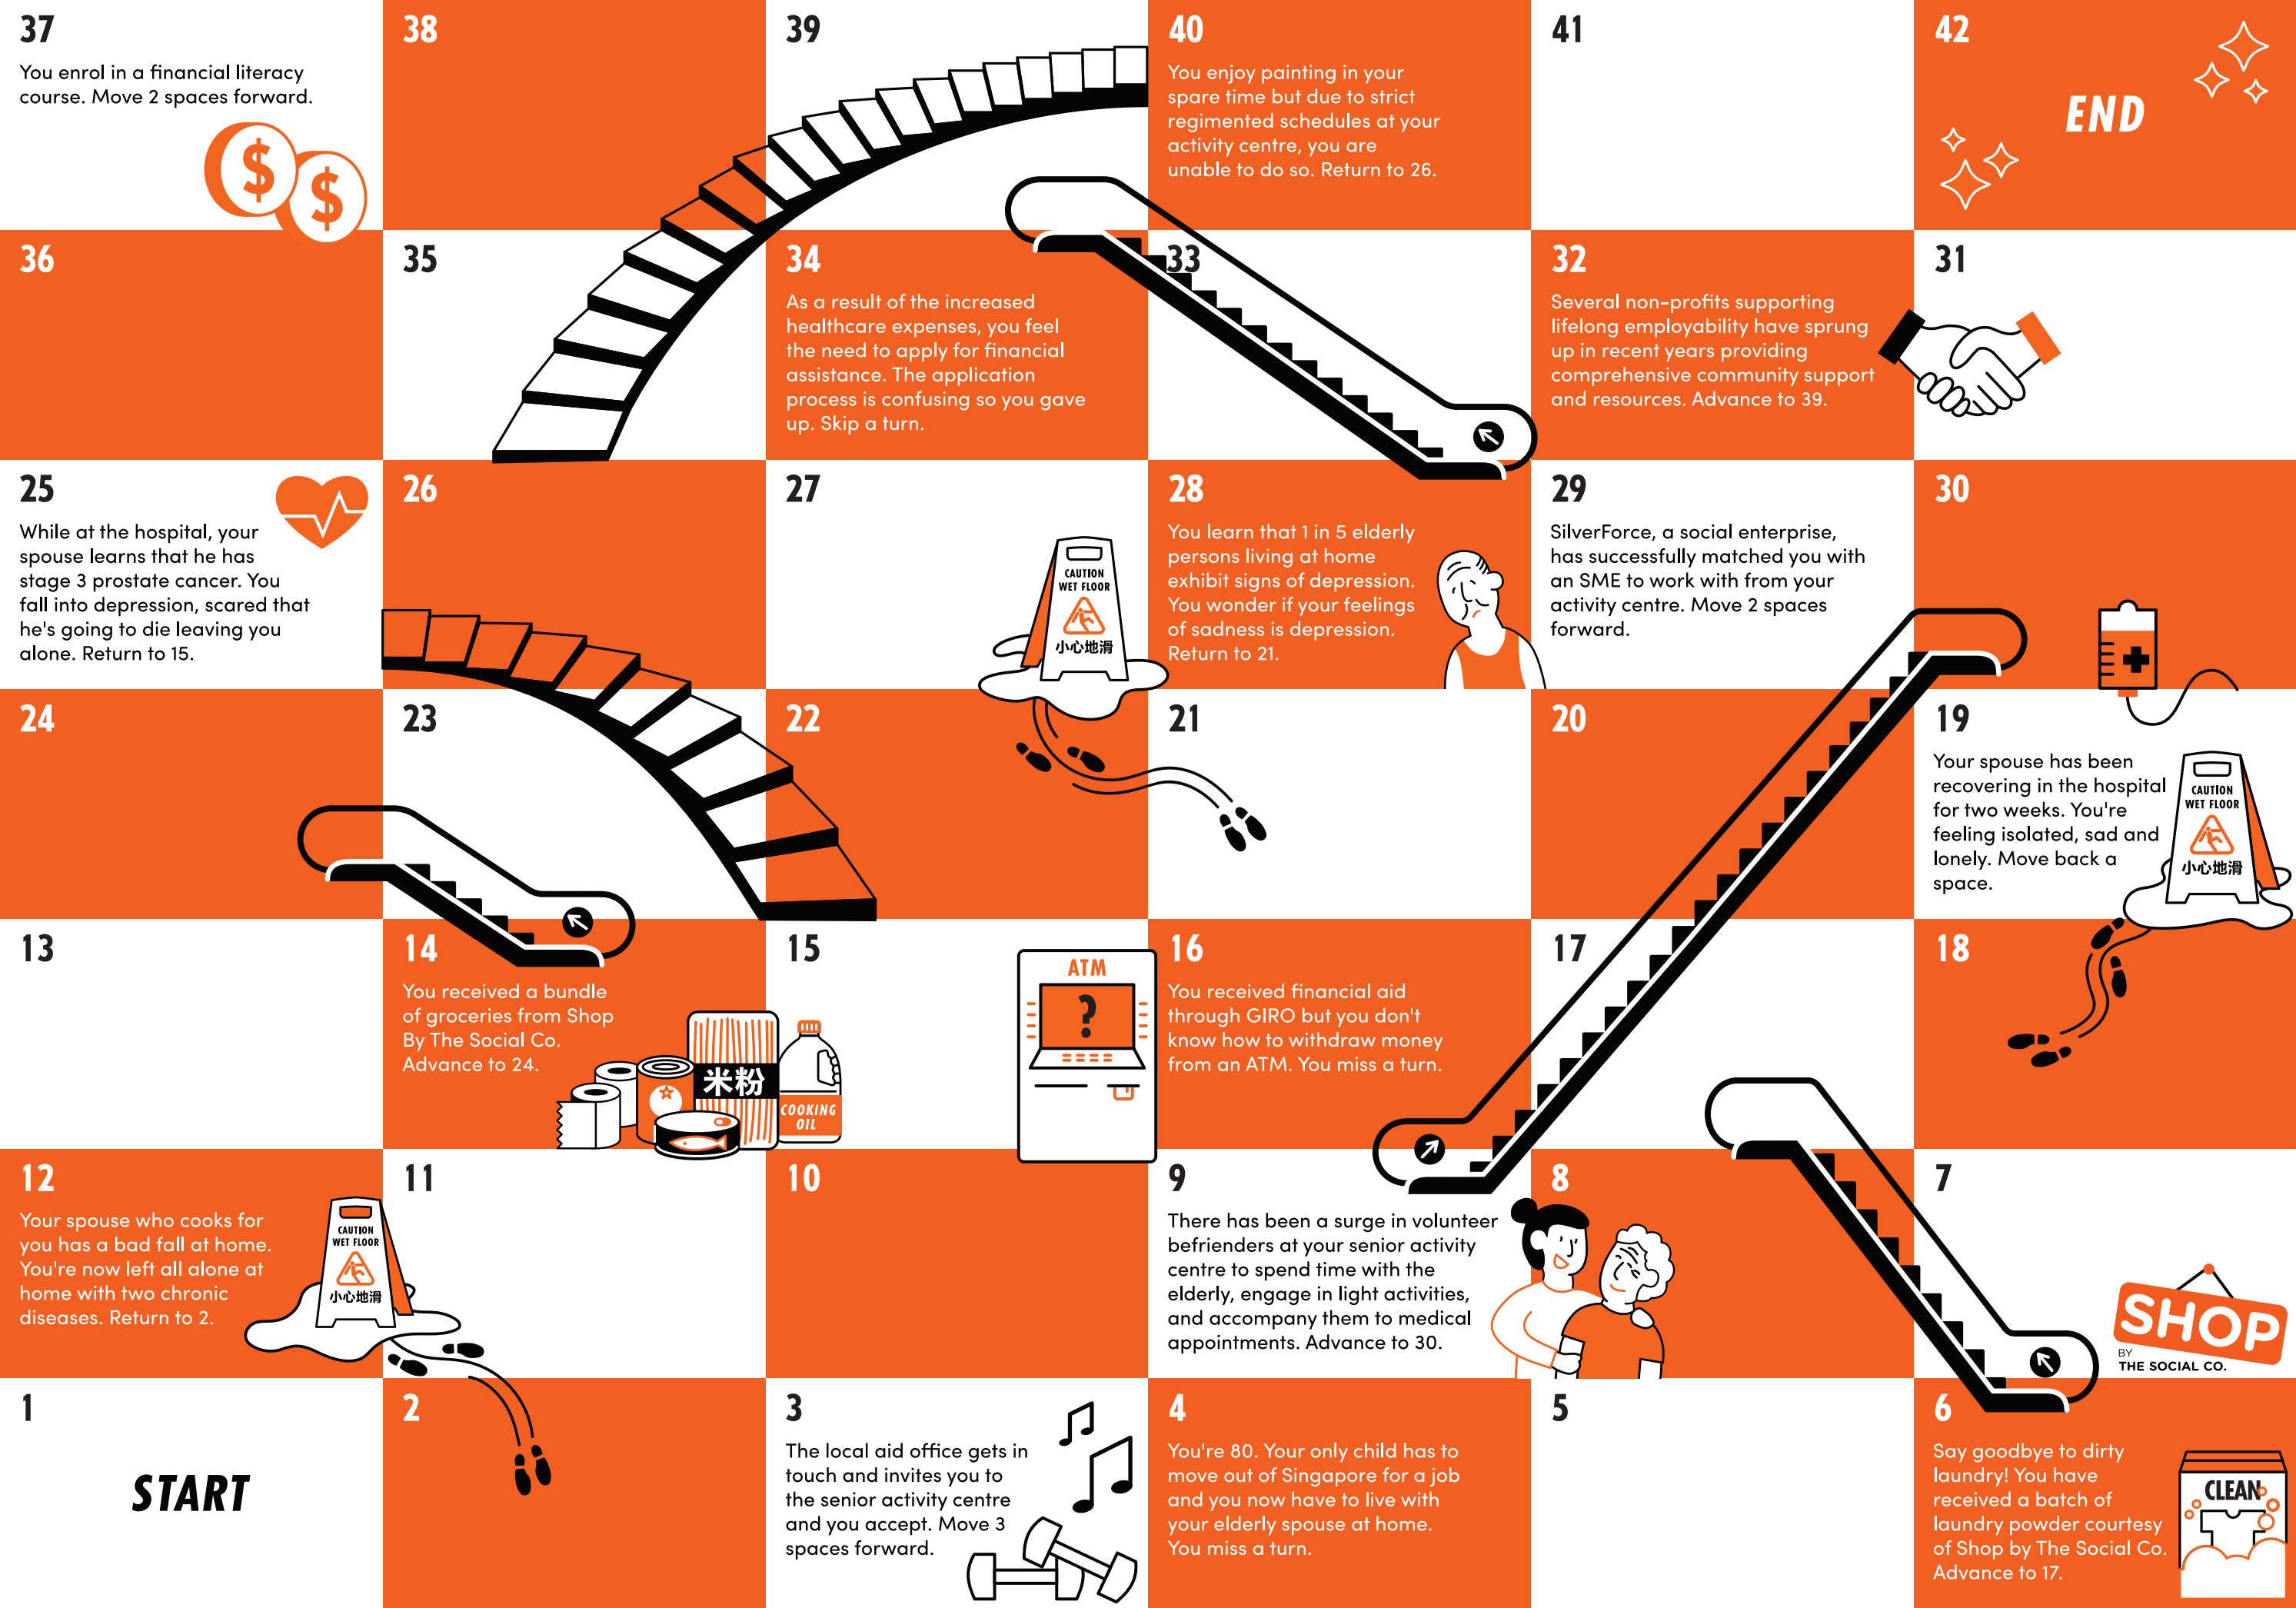 37
You enrol in a financial literacy
course. Move 2 spaces forward.
$
$
38
39
40
You enjoy painting in your
spare time but due to strict
regimented schedules at your
activity centre, you are
unable to do so. Return to 26.
41
42
END
36
35
34
As a result of the increased
healthcare expenses, you feel
the need to apply for financial
assistance. The application
process is confusing so you gave
up. Skip a turn.
33
32
Several non-profits supporting
lifelong employability have sprung
up in recent years providing
comprehensive community support
and resources. Advance to 39.
31
25
While at the hospital, your
spouse learns that he has
stage 3 prostate cancer. You
fall into depression, scared that
he's going to die leaving you
alone. Return to 15.
26
27
CAUTION
WET FLOOR
小心地滑
28
You learn that 1 in 5 elderly
persons living at home
exhibit signs of depression.
You wonder if your feelings
of sadness is depression.
Return to 21.
29
SilverForce, a social enterprise,
has successfully matched you with
an SME to work with from your
activity centre. Move 2 spaces
forward.
30
24
23
22
21
20
19
Your spouse has been
recovering in the hospital
for two weeks. You're
feeling isolated, sad and
lonely. Move back a
space.
CAUTION
WET FLOOR
小心地滑
13
14
You received a bundle
of groceries from Shop
By The Social Co.
Advance to 24.
米粉
COOKING
OIL
15
ATM
?
16
You received financial aid
through GIRO but you don't
know how to withdraw money
from an ATM. You miss a turn.
17
18
12
Your spouse who cooks for
you has a bad fall at home.
You're now left all alone at
home with two chronic
diseases. Return to 2.
CAUTION
WET FLOOR
小心地滑
11
10
9
There has been a surge in volunteer
befrienders at your senior activity
centre to spend time with the
elderly, engage in light activities,
and accompany them to medical
appointments. Advance to 30.
8
7
SHOP
BY
THE SOCIAL CO.
1
START
2
3
The local aid office gets in
touch and invites you to
the senior activity centre
and you accept. Move 3
spaces forward.
4
You're 80. Your only child has to
move out of Singapore for a job
and you now have to live with
your elderly spouse at home.
You miss a turn.
5
6
Say goodbye to dirty
laundry! You have
received a batch of
laundry powder courtesy
of Shop by The Social Co.
Advance to 17.
CLEAN